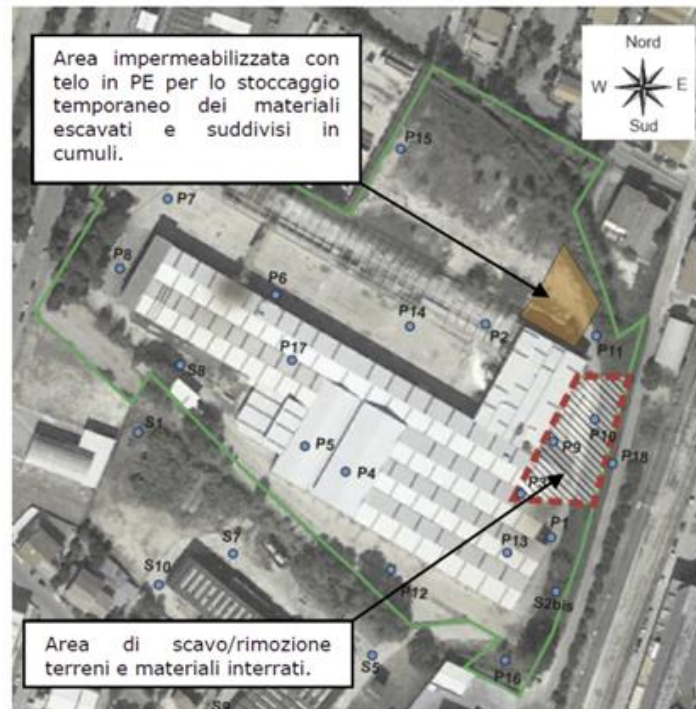 Area impermeabilizzata con
telo in PE per lo stoccaggio
temporaneo dei materiali
escavati e suddivisi in
cumuli.
Nord
W E
Sud
P15
P7
P8
P6
P14
P2
P11
P17
S8
P10
S1
P5
P9
P4
P18
P3
P1
P13
S7
S10
P12
S2bis
Area di scavo/rimozione
terreni e materiali interrati.
S5
P16
S9